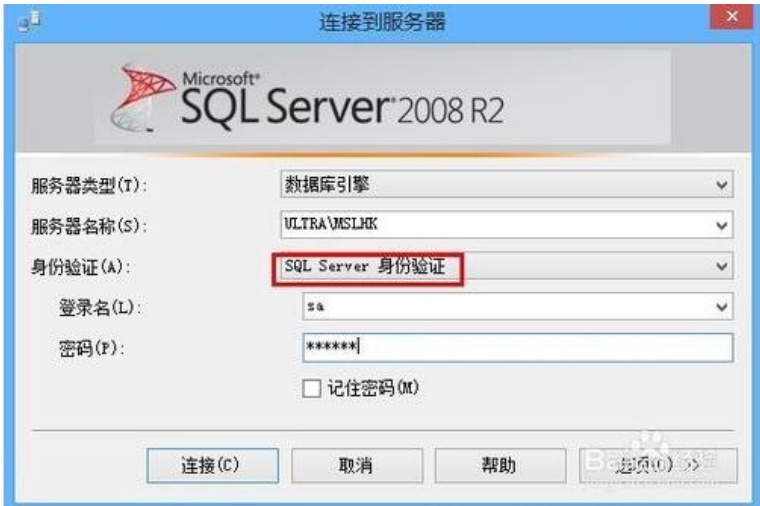 连接到服务器
Microsoft®
SQL Server® 2008 R2
服务器类型(T):
数据库引擎
服务器名称(S):
ULTRA\MSLHK
身份验证(A):
SQL Server 身份验证
登录名(L):
sa
密码(P):
******
记住密码(M)
连接(C)
取消
帮助
选项(O) >>